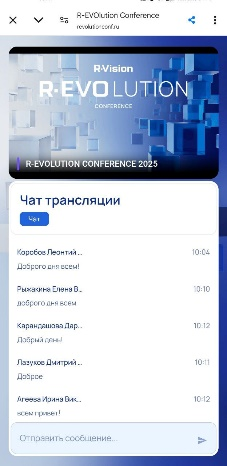 R-EVOlution Conference
revolutionconf.ru
R-Vision
R-EVOLUTION
CONFERENCE
R-EVOLUTION CONFERENCE 2025
Чат трансляции
Чат
Коробов Леонтий ... 10:04
Доброго дня всем!
Рыжакина Елена В... 10:10
доброго дня всем
Карандашова Дар... 10:12
Добрый день!
Лазуков Дмитрий ... 10:11
Доброе
Агеева Ирина Вик... 10:12
всем привет!
Отправить сообщение...